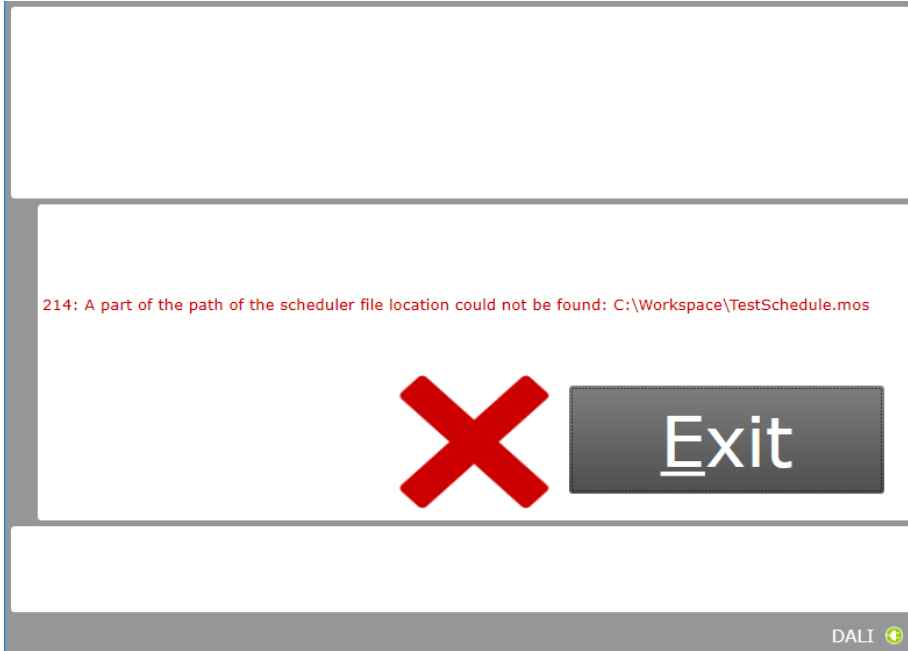 214: A part of the path of the scheduler file location could not be found: C:\Workspace\TestSchedule.mos
Exit
DALI